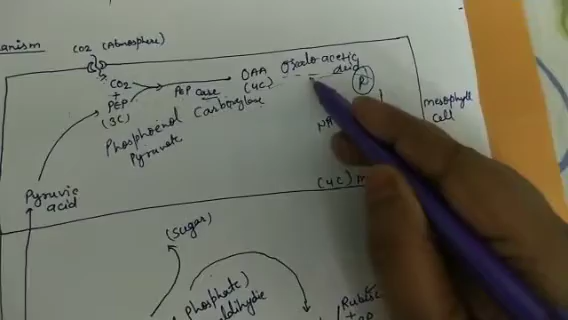 anism
CO2 (Atmosphere)
CO2
+
PEP
(3C)
PEP Case
OAA
(4C)
Oxalo acetic
acid
Phosphoenol Carboxylase
Pyruvate
mesophyll
cell
Pyruvic
acid
(4C) m
(Sugar)
phosphate)
aldihydie
Rubisc
+